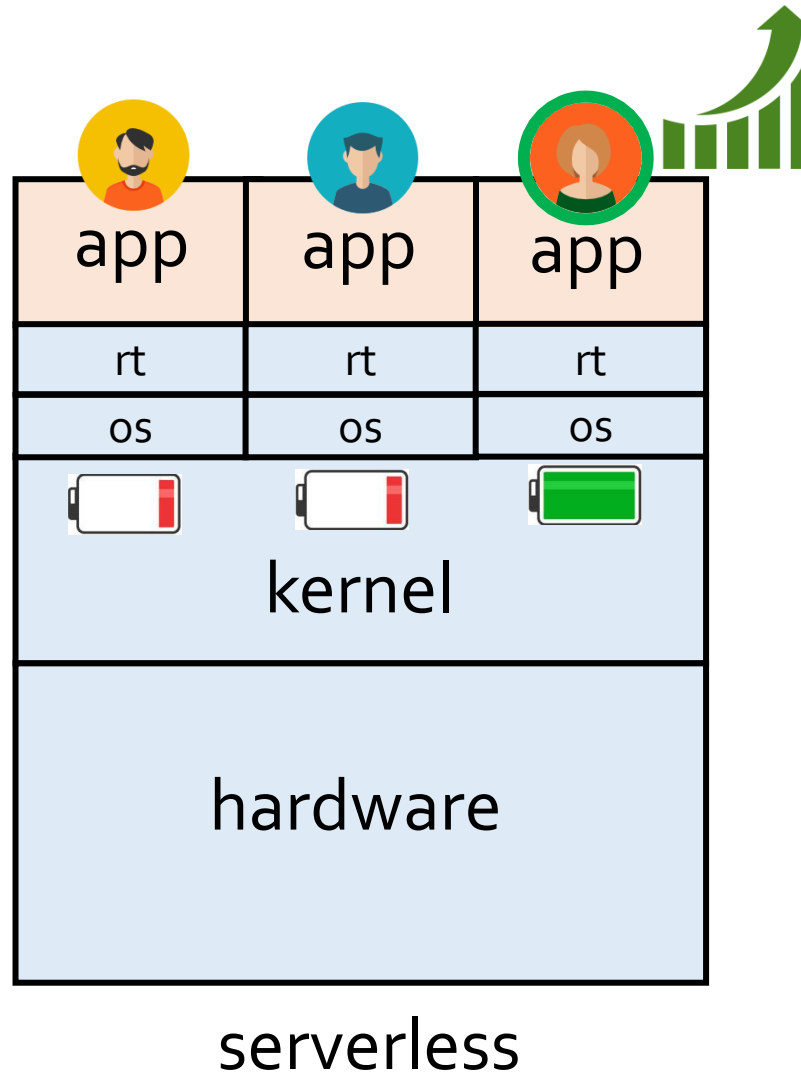 app app app
rt rt rt
os os os
kernel
hardware
serverless